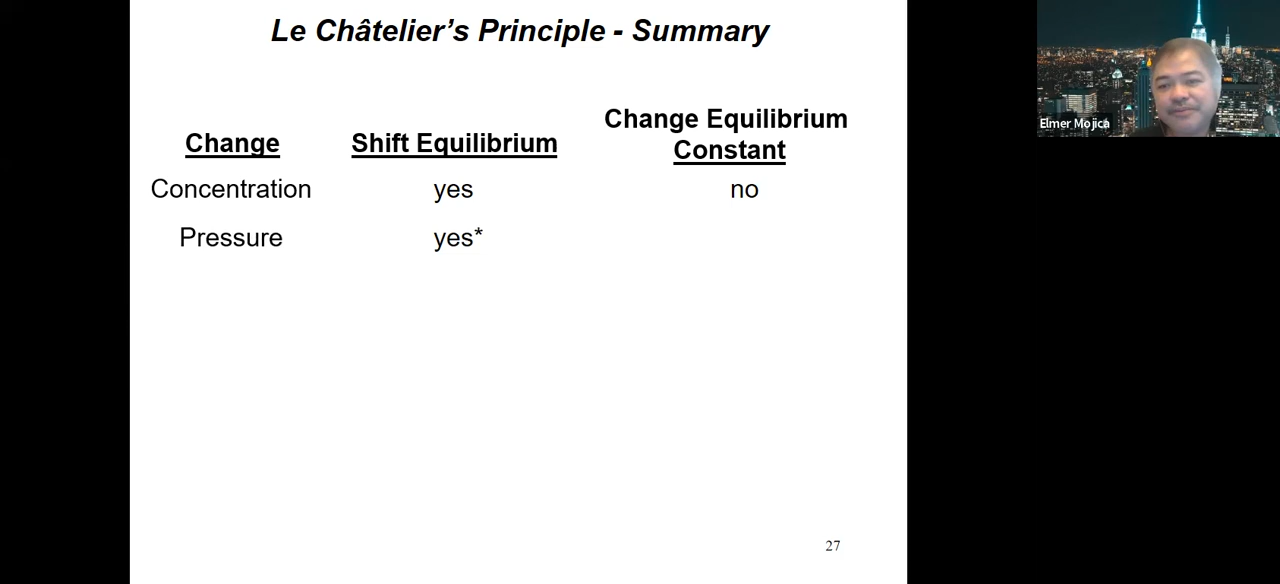 Le Châtelier’s Principle - Summary
Elmer Mojica
Change Shift Equilibrium Change Equilibrium
Constant
Concentration yes no
Pressure yes*
27